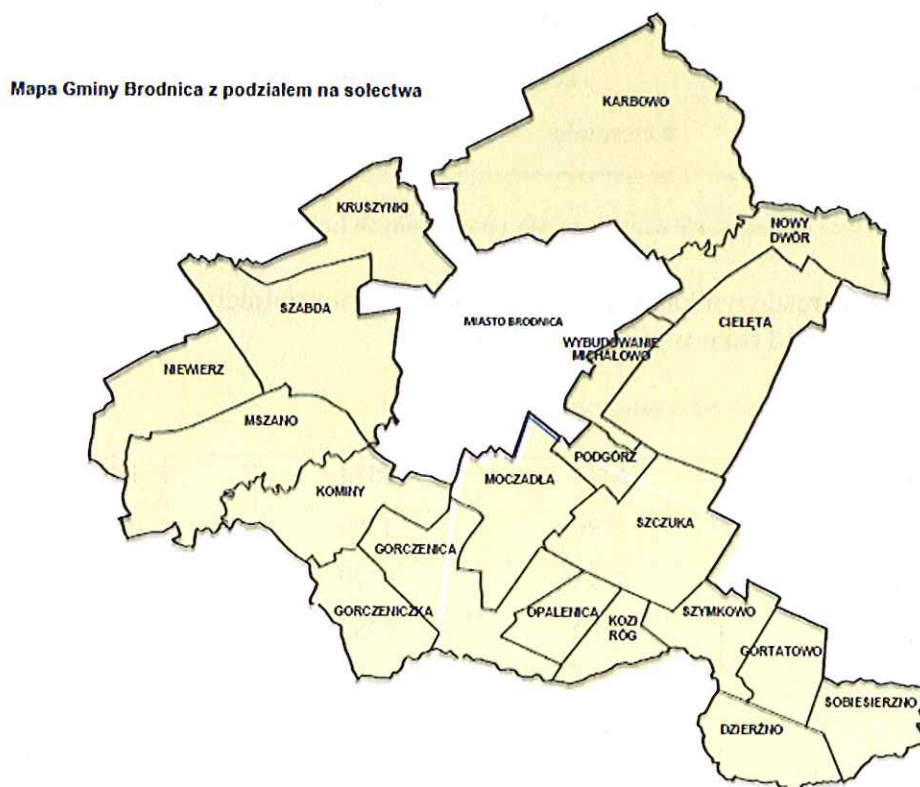 Mapa Gminy Brodnica z podziałem na sołectwa
KARBOWO
KRUSZYNKI
NOWY
DWÓR
SZABDA
MIASTO BRODNICA
CIELĘTA
WYBUDOWANIE
MICHAŁOWO
NIEWIERZ
MSZANO
PODGÓRZ
MOCZADŁA
KOMINY
SZCZUKA
GORCZENICA
GORCZENICZKA
OPALENICA
KOZI
RÓG
SZYMKOWO
GORTATOWO
SOBIESIERZNO
DZIERŻNO